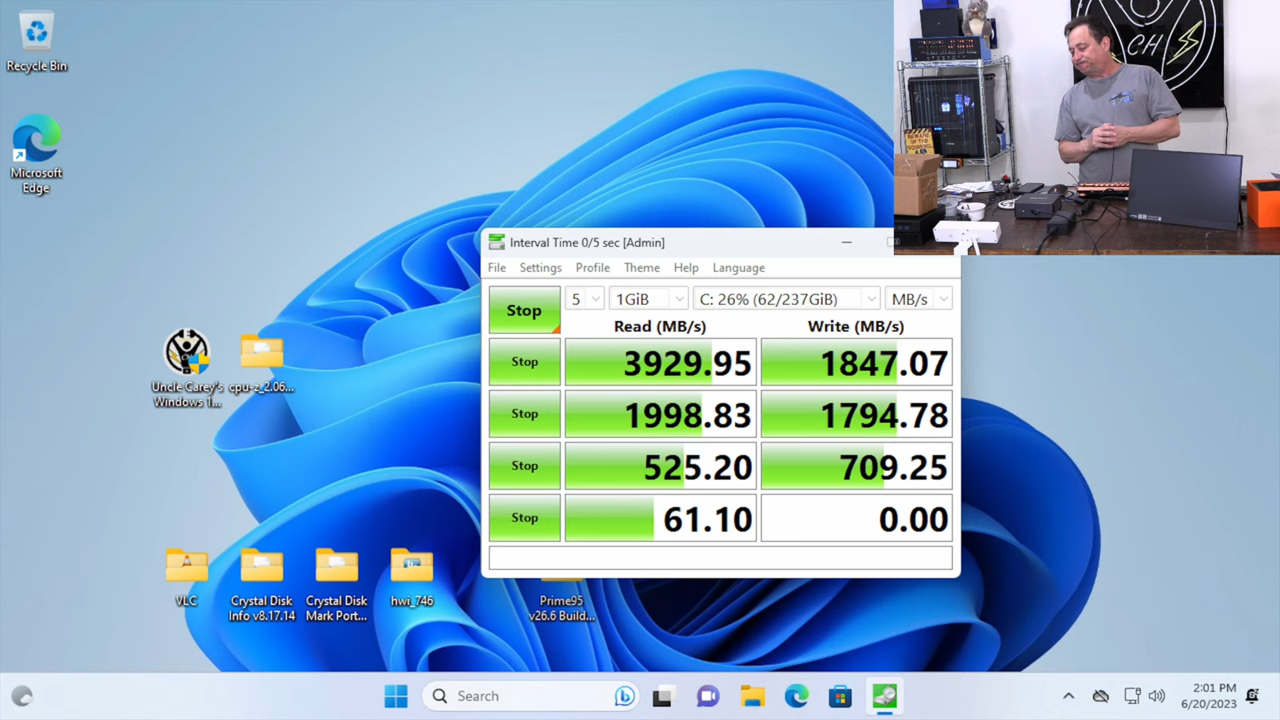 Recycle Bin
Microsoft
Edge
CH
BEWARE
Interval Time 0/5 sec [Admin]
File Settings Profile Theme Help Language
Stop 5 1GiB C: 26% (62/237GiB) MB/s
Read (MB/s) Write (MB/s)
Stop 3929.95 1847.07
Stop 1998.83 1794.78
Stop 525.20 709.25
Stop 61.10 0.00
Uncle Carey's
Windows 1...
cpu-z_2.06...
VLC
Crystal Disk
Info v8.17.14
Crystal Disk
Mark Port...
hwi_746
Prime95
v26.6 Build...
Search
2:01 PM
6/20/2023